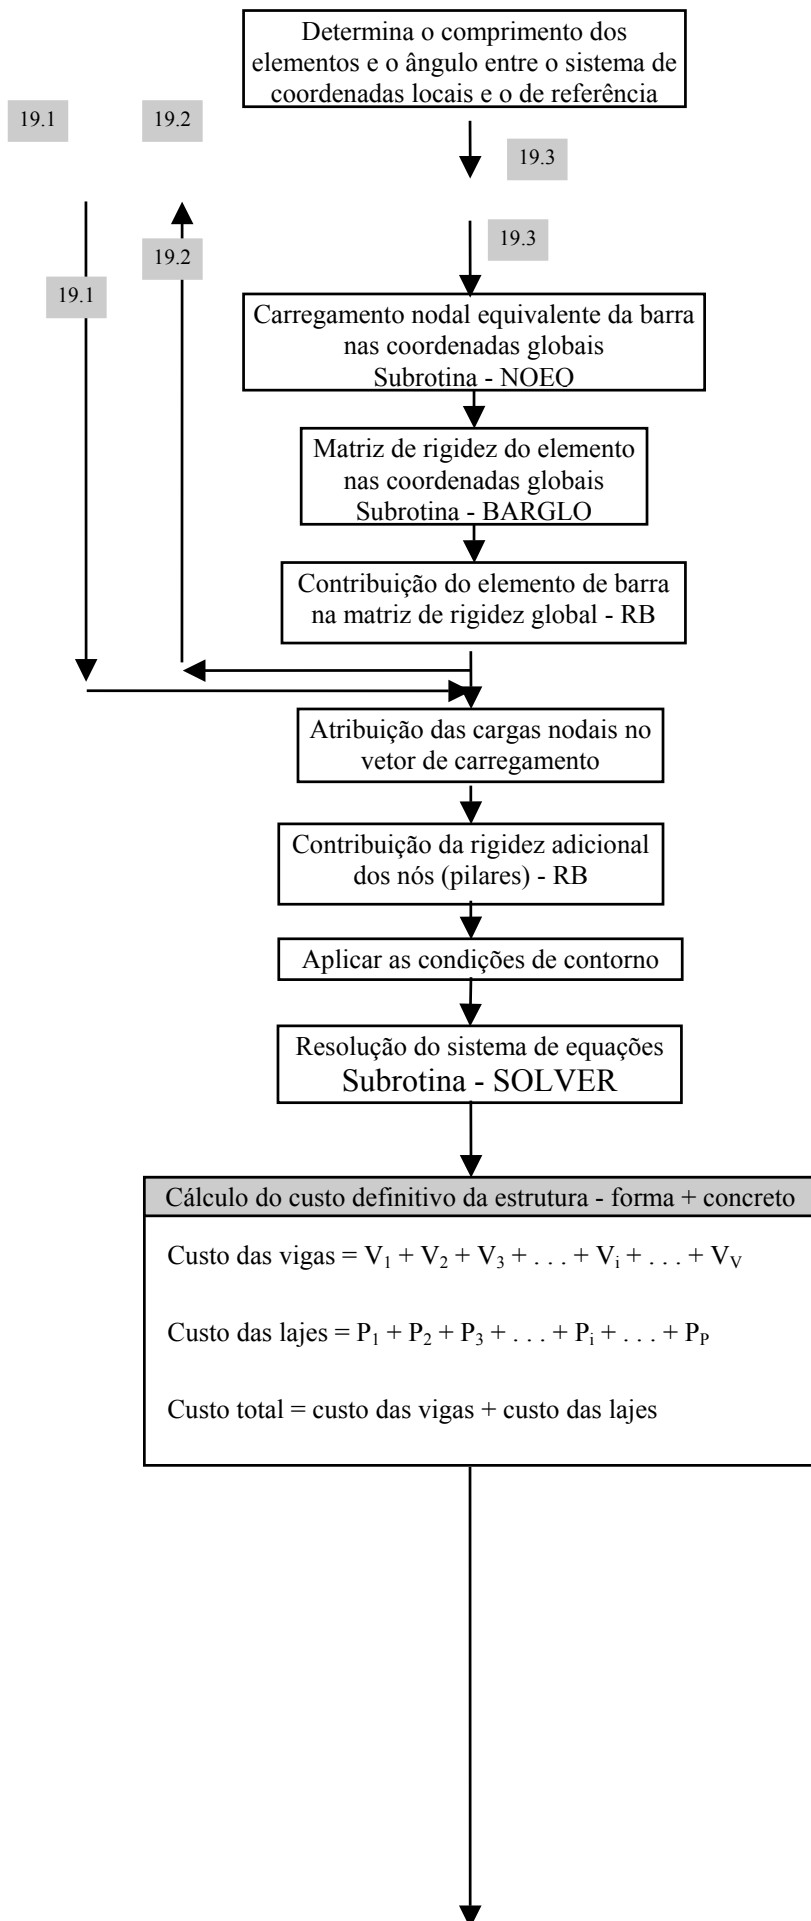 Determina o comprimento dos
elementos e o ângulo entre o sistema de
coordenadas locais e o de referência
19.1
19.2
19.3
19.3
19.2
19.1
Carregamento nodal equivalente da barra
nas coordenadas globais
Subrotina - NOEQ
Matriz de rigidez do elemento
nas coordenadas globais
Subrotina - BARGLO
Contribuição do elemento de barra
na matriz de rigidez global - RB
Atribuição das cargas nodais no
vetor de carregamento
Contribuição da rigidez adicional
dos nós (pilares) - RB
Aplicar as condições de contorno
Resolução do sistema de equações
Subrotina - SOLVER
Cálculo do custo definitivo da estrutura - forma + concreto
Custo das vigas = V₁ + V₂ + V₃ + . . . + Vᵢ + . . . + V_V
Custo das lajes = P₁ + P₂ + P₃ + . . . + Pᵢ + . . . + P_P
Custo total = custo das vigas + custo das lajes